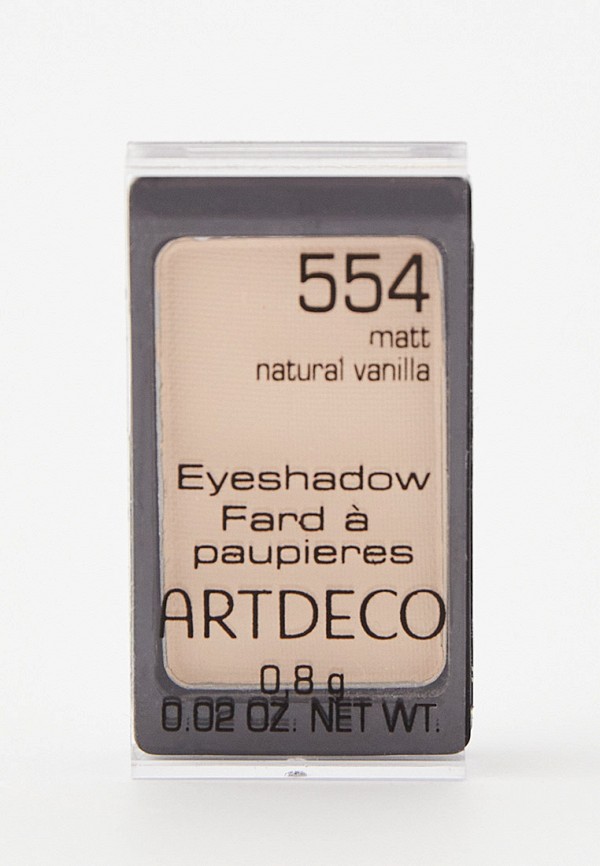 554
matt
natural vanilla
Eyeshadow
Fard à
paupieres
ARTDECO
0,8 g
0.02 OZ. NET WT.